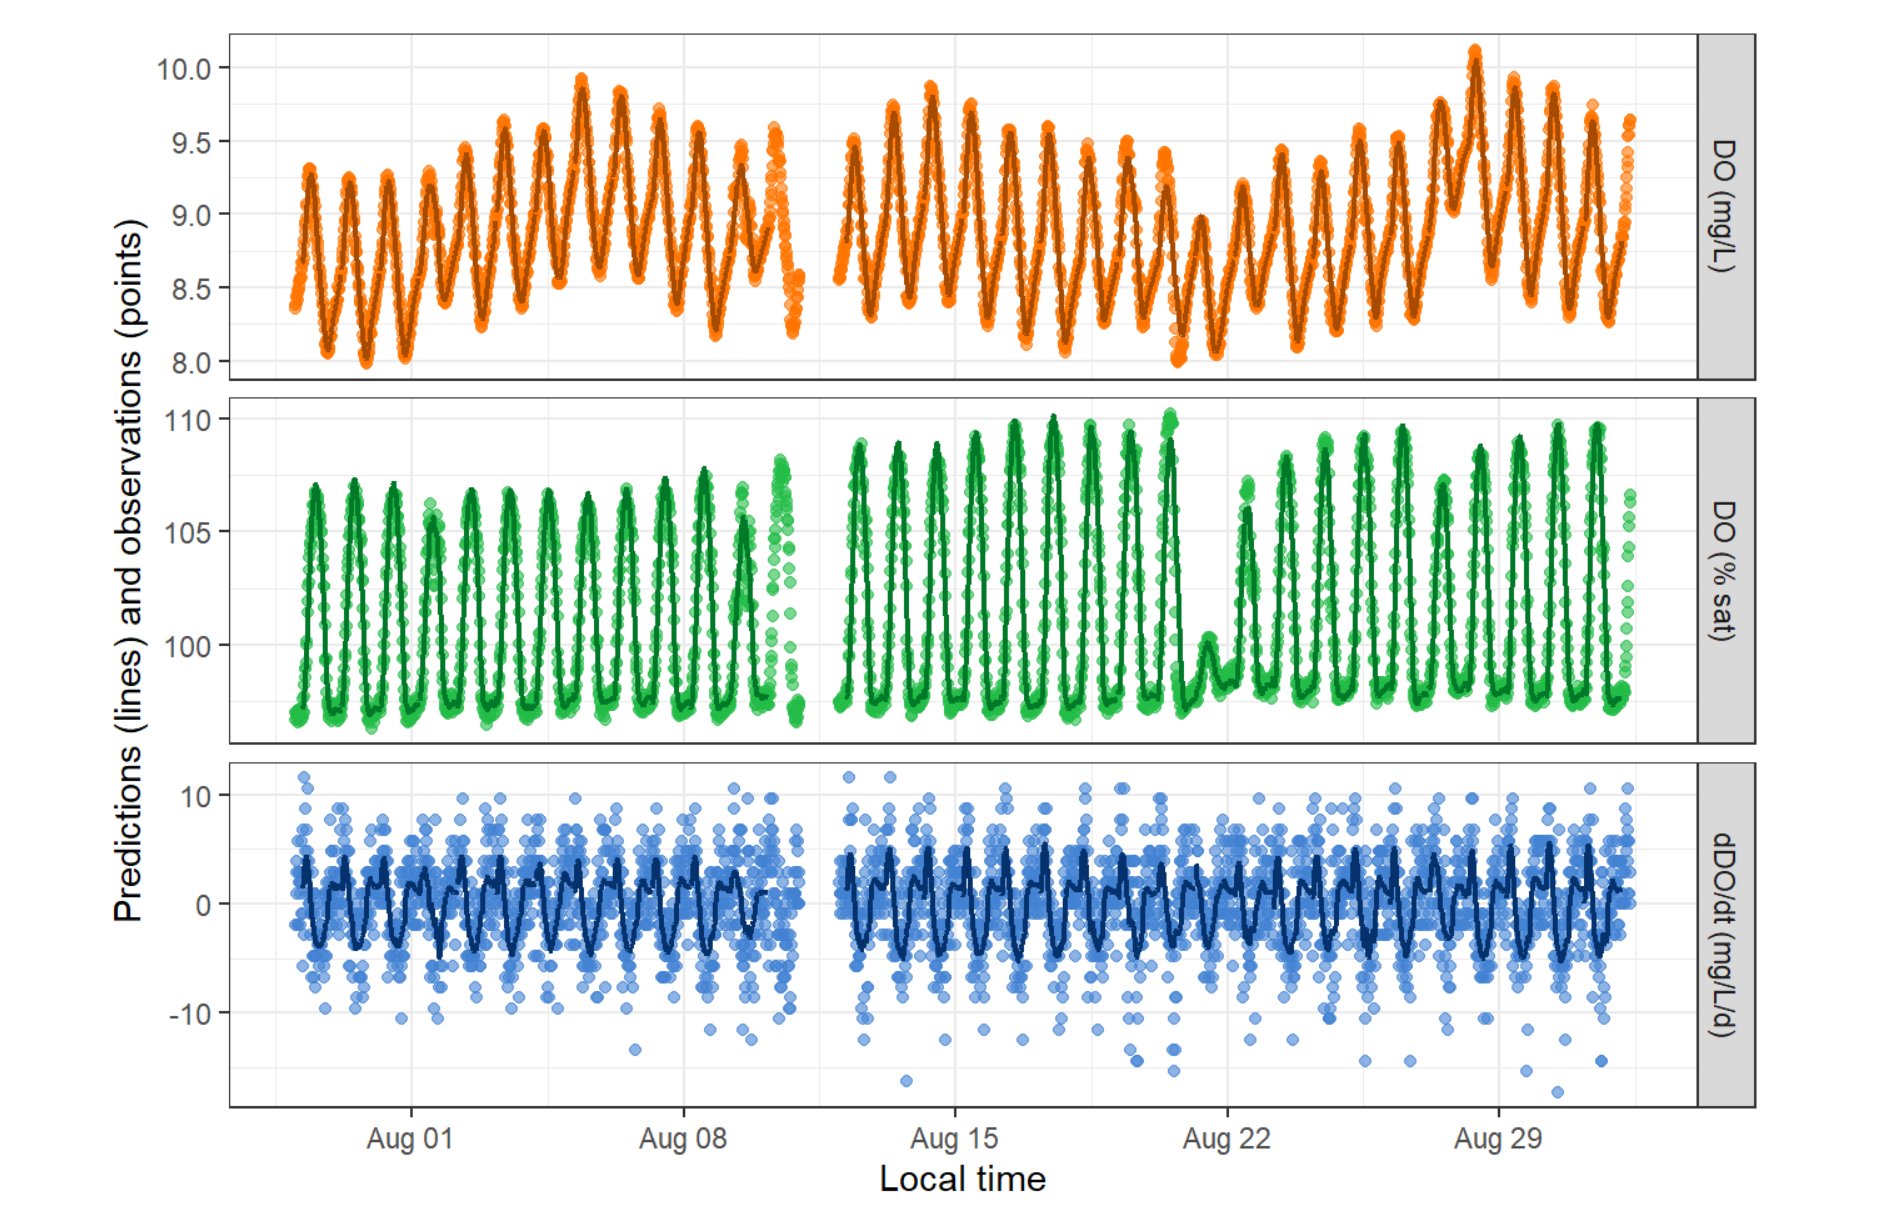 Predictions (lines) and observations (points)
10.0
9.5
9.0
8.5
8.0
DO (mg/L)
110
105
100
DO (% sat)
10
0
-10
dDO/dt (mg/L/d)
Aug 01
Aug 08
Aug 15
Aug 22
Aug 29
Local time